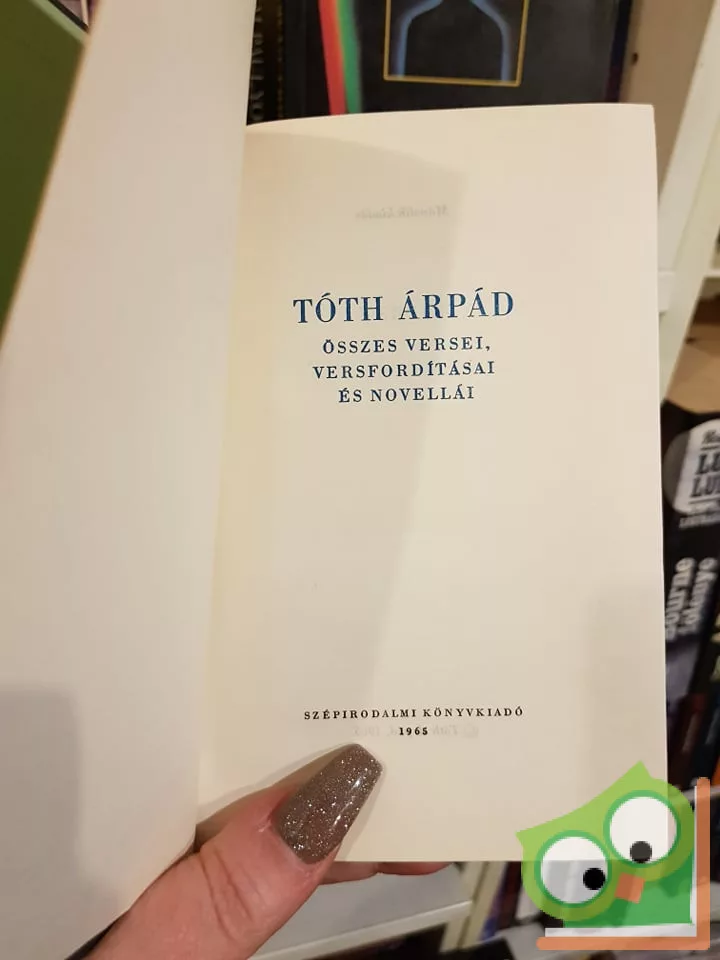 TÓTH ÁRPÁD
ÖSSZES VERSEI,
VERSFORDÍTÁSAI
ÉS NOVELLÁI
SZÉPIRODALMI KÖNYVKIADÓ
1965